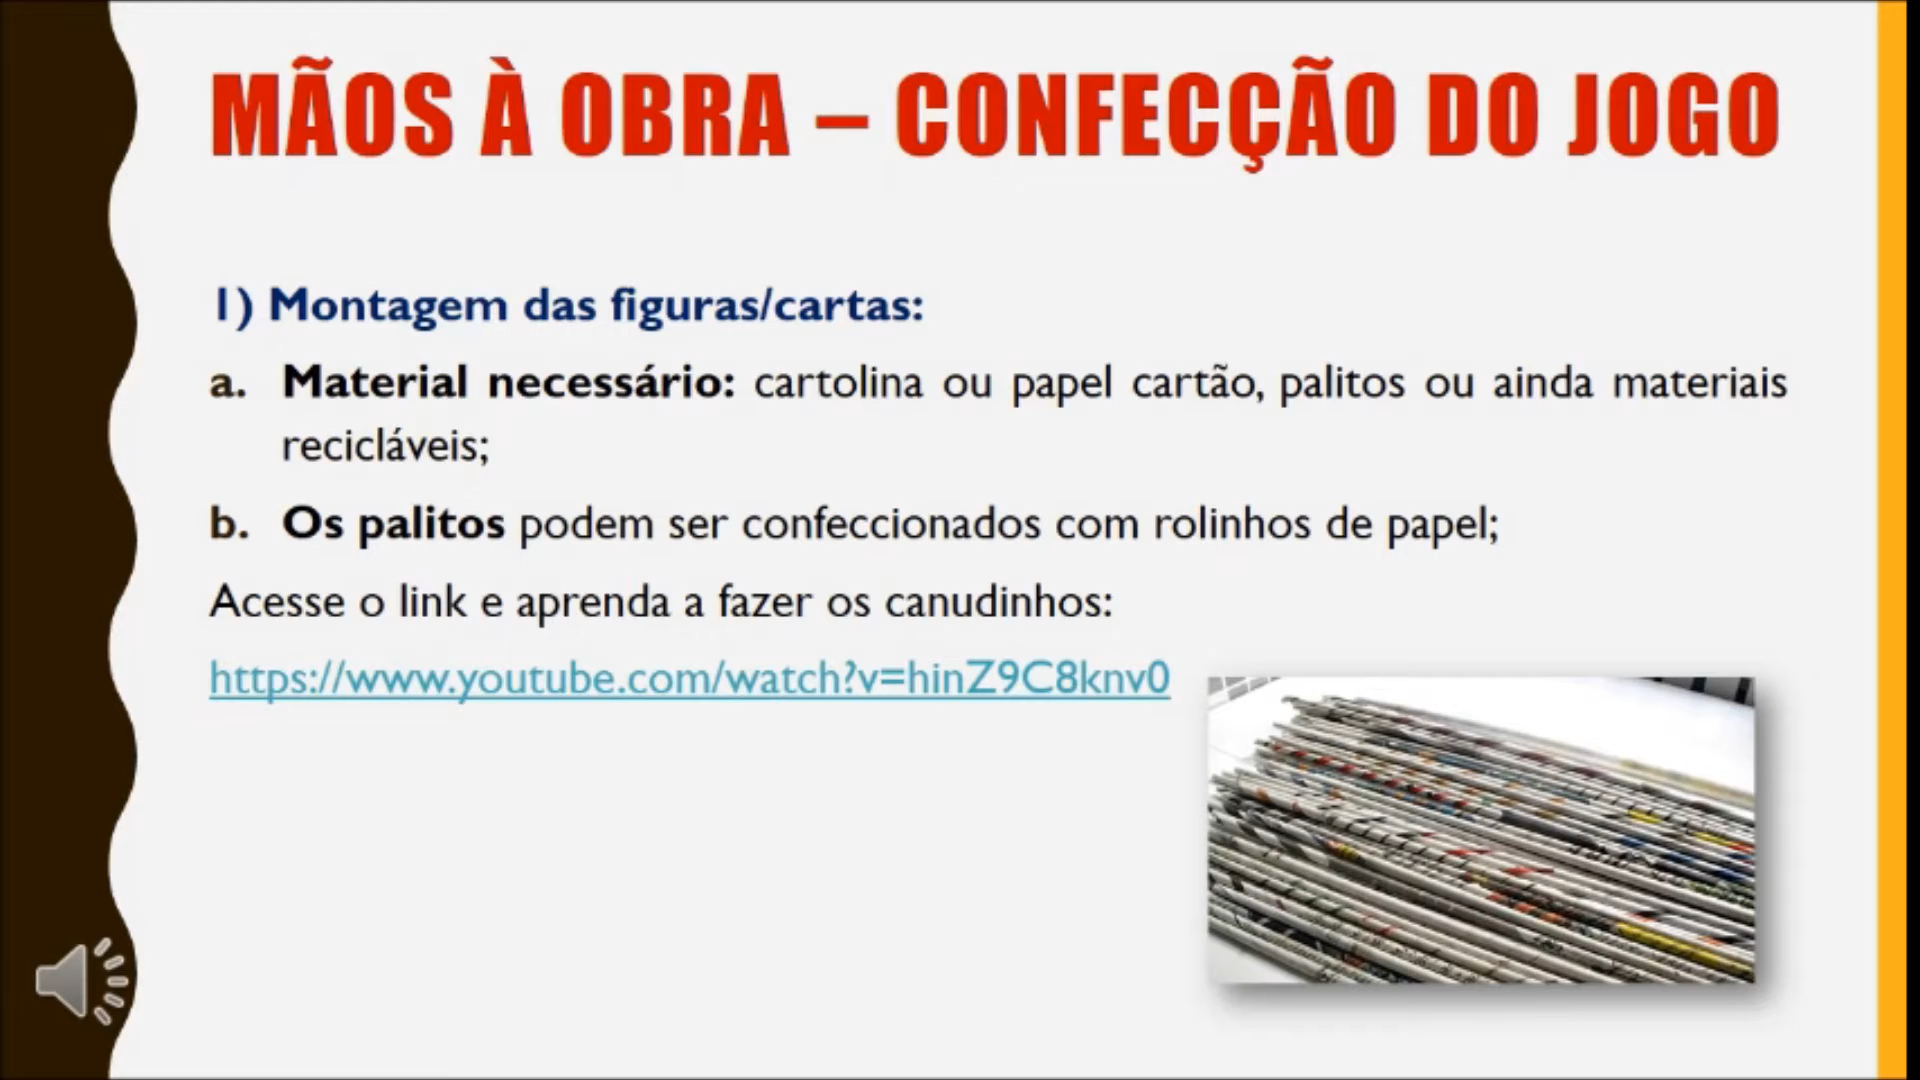 MÃOS À OBRA – CONFECÇÃO DO JOGO
1) Montagem das figuras/cartas:
a. Material necessário: cartolina ou papel cartão, palitos ou ainda materiais
recicláveis;
b. Os palitos podem ser confeccionados com rolinhos de papel;
Acesse o link e aprenda a fazer os canudinhos:
https://www.youtube.com/watch?v=hinZ9C8knv0